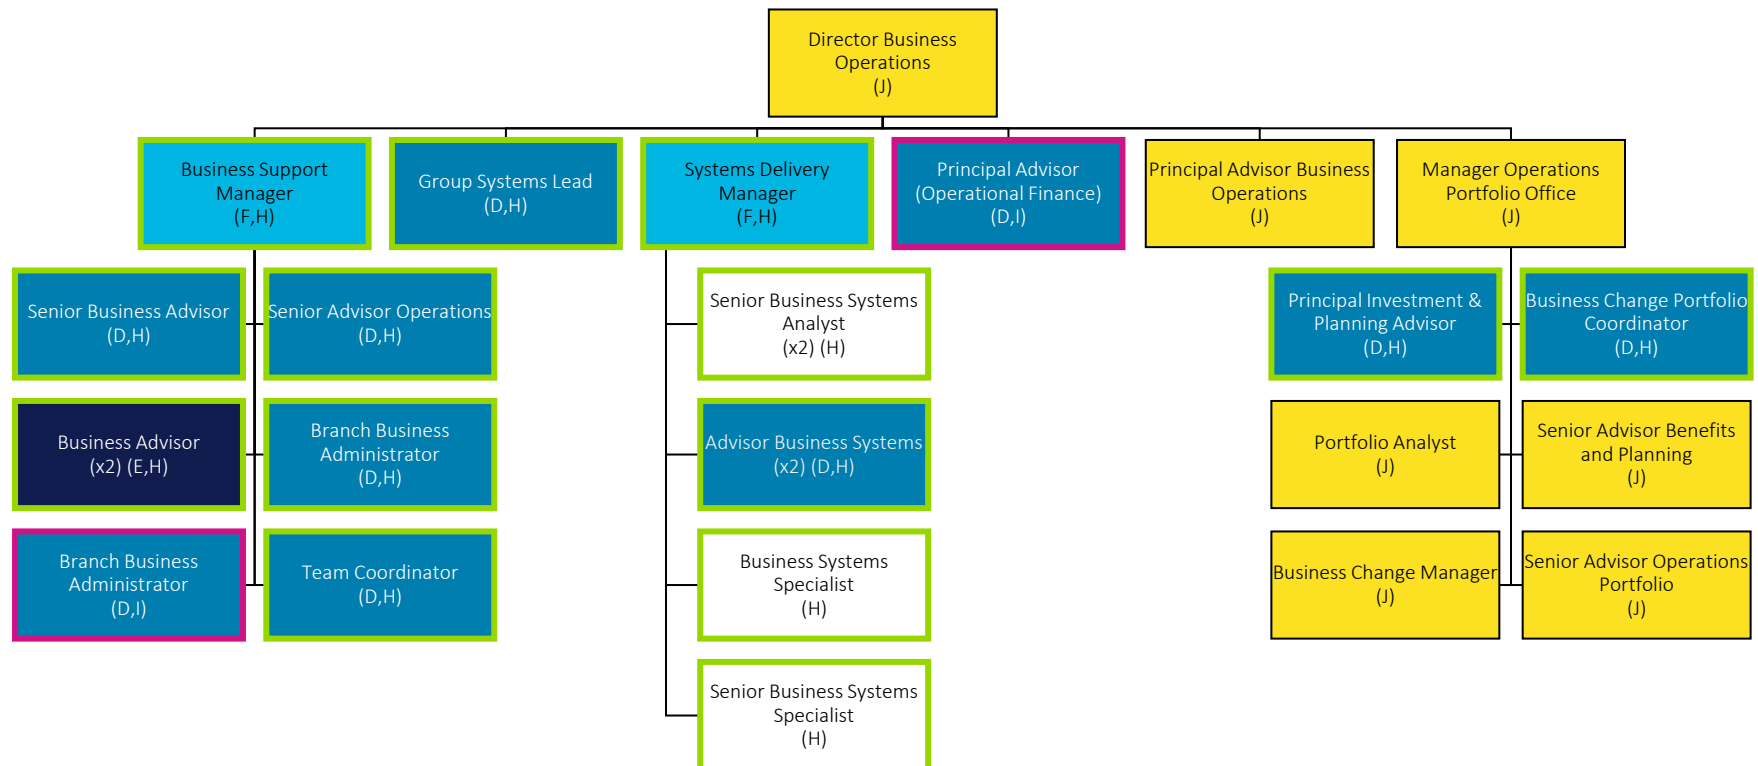 Director Business
Operations
(J)
Business Support
Manager
(F,H)
Group Systems Lead
(D,H)
Systems Delivery
Manager
(F,H)
Principal Advisor
(Operational Finance)
(D,I)
Principal Advisor Business
Operations
(J)
Manager Operations
Portfolio Office
(J)
Senior Business Advisor
(D,H)
Senior Advisor Operations
(D,H)
Business Advisor
(x2) (E,H)
Branch Business
Administrator
(D,H)
Branch Business
Administrator
(D,I)
Team Coordinator
(D,H)
Senior Business Systems
Analyst
(x2) (H)
Advisor Business Systems
(x2) (D,H)
Business Systems
Specialist
(H)
Senior Business Systems
Specialist
(H)
Principal Investment &
Planning Advisor
(D,H)
Business Change Portfolio
Coordinator
(D,H)
Portfolio Analyst
(J)
Senior Advisor Benefits
and Planning
(J)
Business Change Manager
(J)
Senior Advisor Operations
Portfolio
(J)